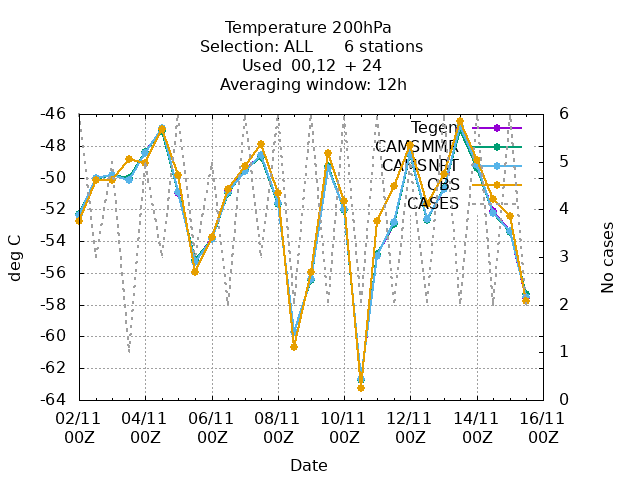 Temperature 200hPa
Selection: ALL      6 stations
Used  00,12  + 24
Averaging window: 12h
-46 6
Tegen
-48 CAMSMMR
5 CAMSNRT
-50 OBS
CASES
-52 4
-54
deg C -56 3 No cases
-58 2
-60
-62 1
-64 0
02/11 04/11 06/11 08/11 10/11 12/11 14/11 16/11
00Z 00Z 00Z 00Z 00Z 00Z 00Z 00Z
Date